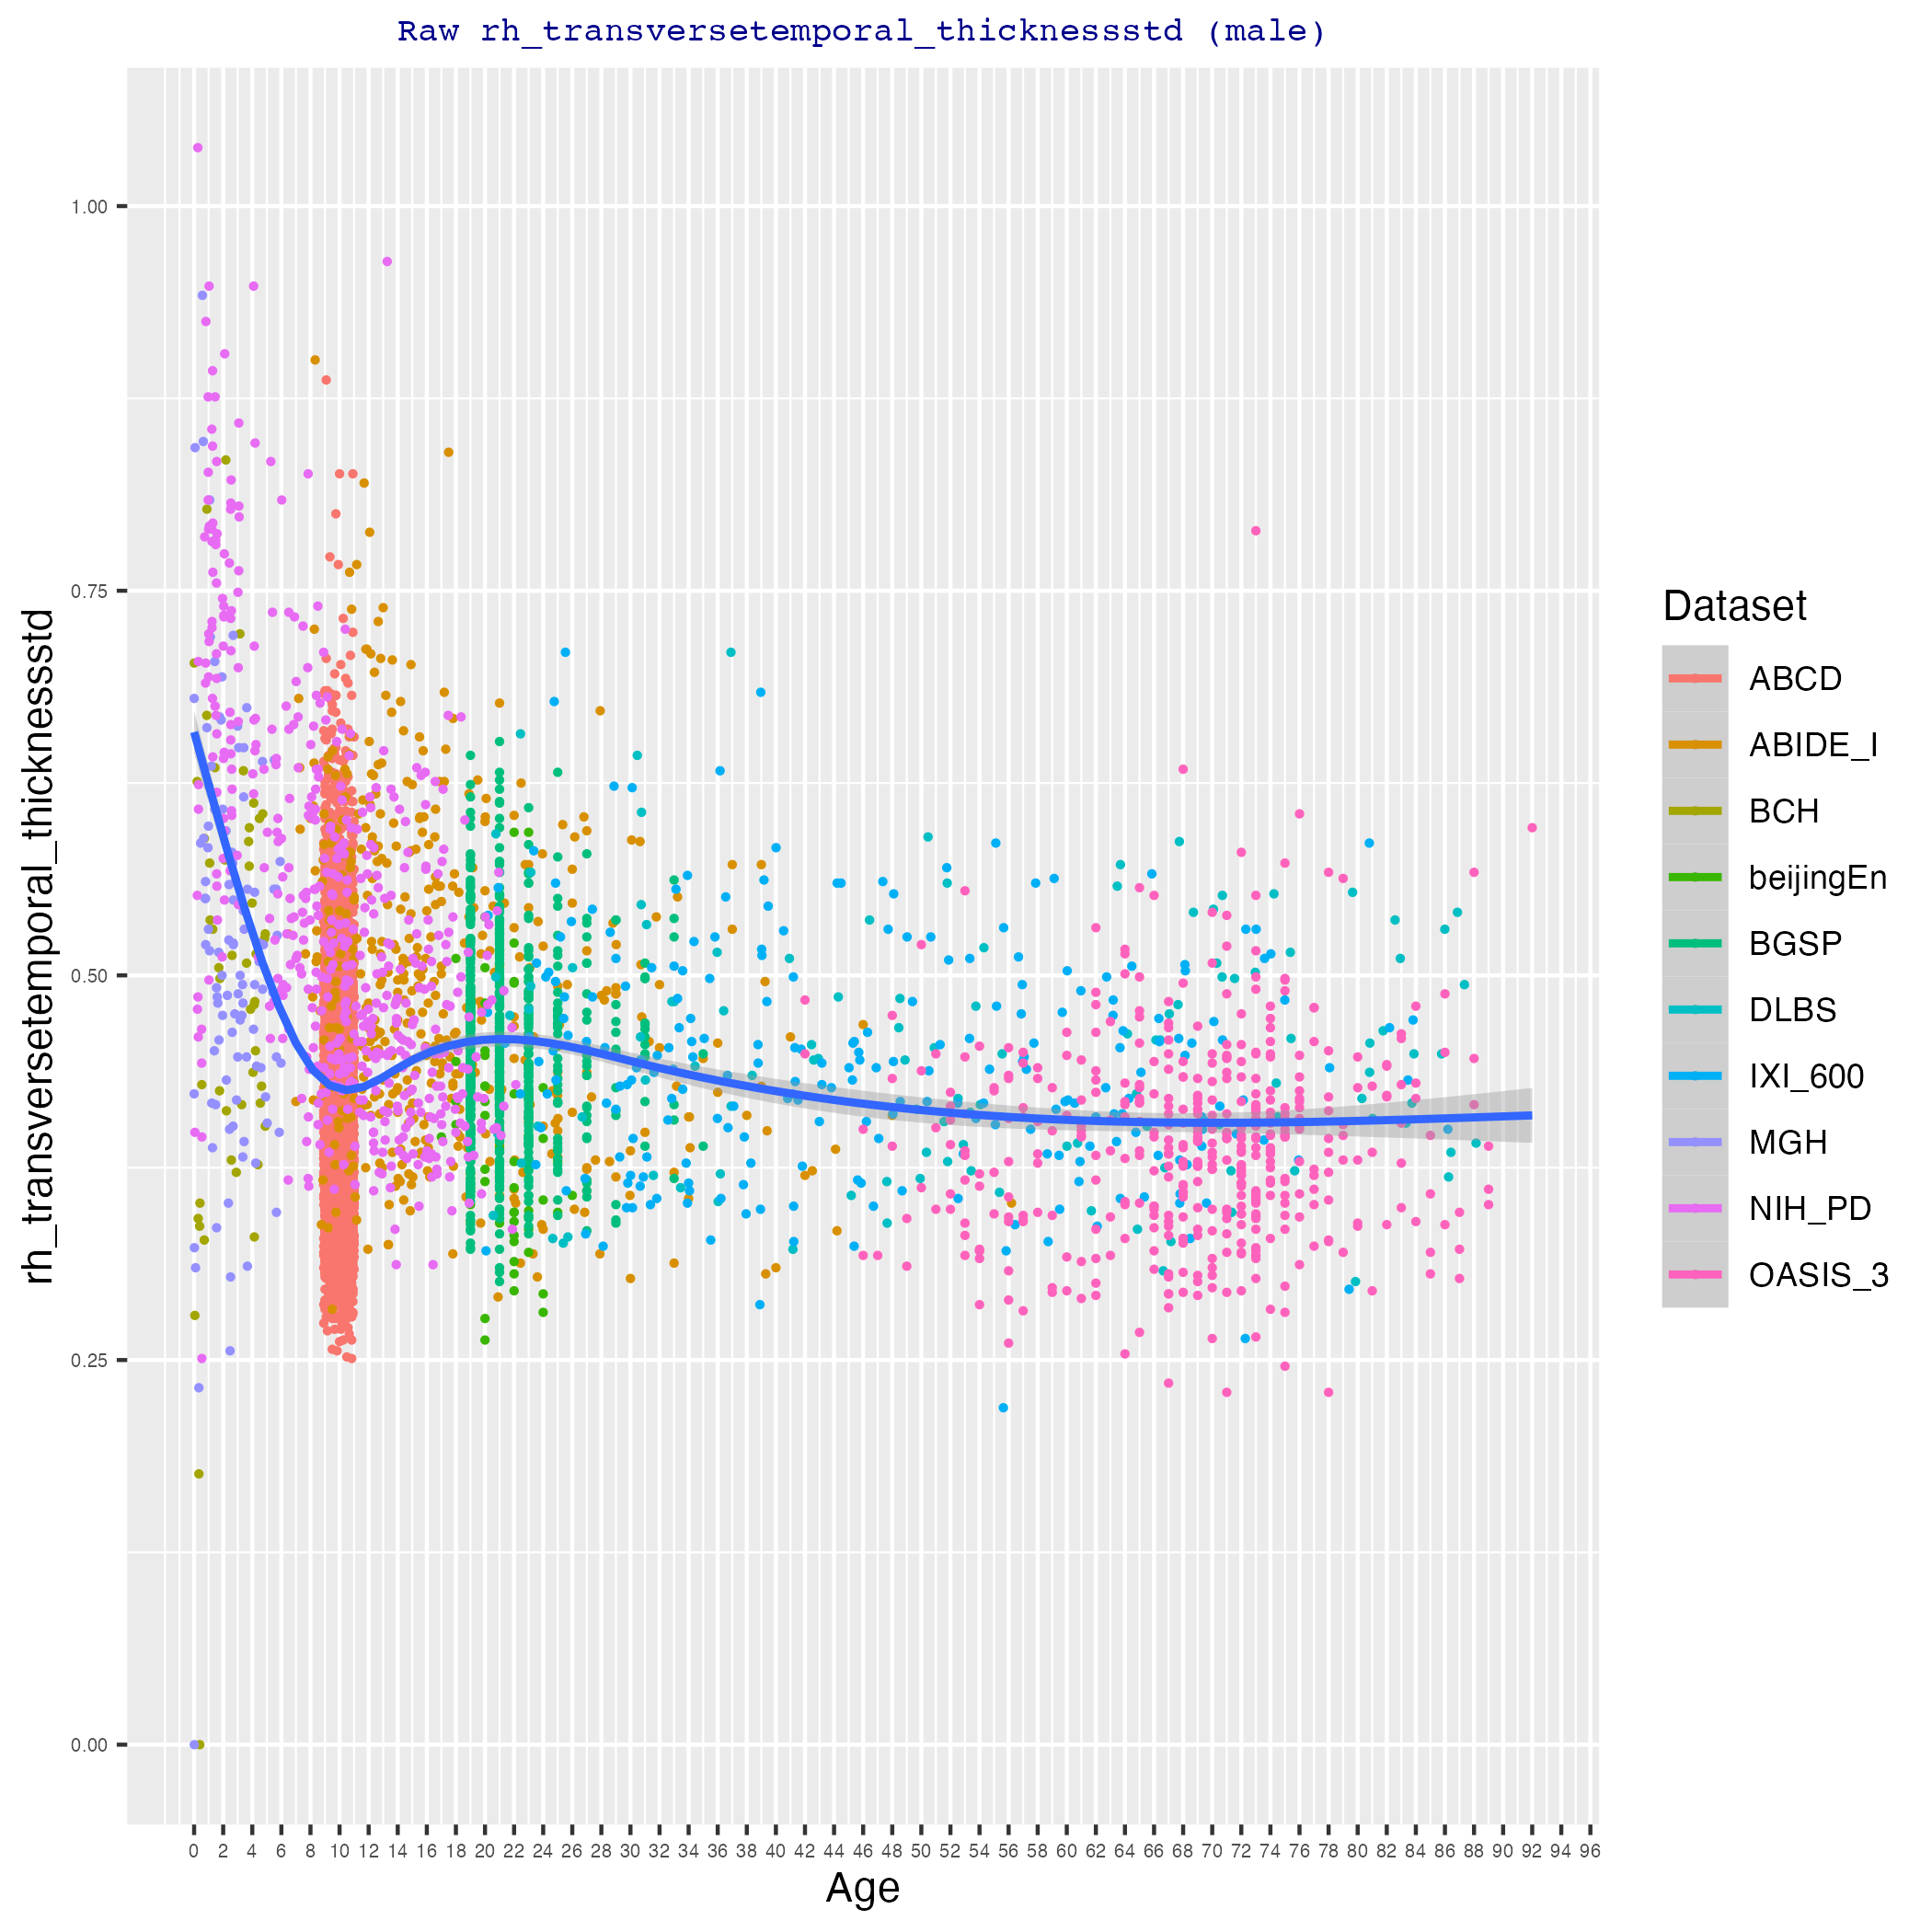 Raw rh_transversetemporal_thicknessstd (male)
rh_transversetemporal_thicknessstd
1.00
0.75
0.50
0.25
0.00
0 2 4 6 8 10 12 14 16 18 20 22 24 26 28 30 32 34 36 38 40 42 44 46 48 50 52 54 56 58 60 62 64 66 68 70 72 74 76 78 80 82 84 86 88 90 92 94 96
Age
Dataset
ABCD
ABIDE_I
BCH
beijingEn
BGSP
DLBS
IXI_600
MGH
NIH_PD
OASIS_3